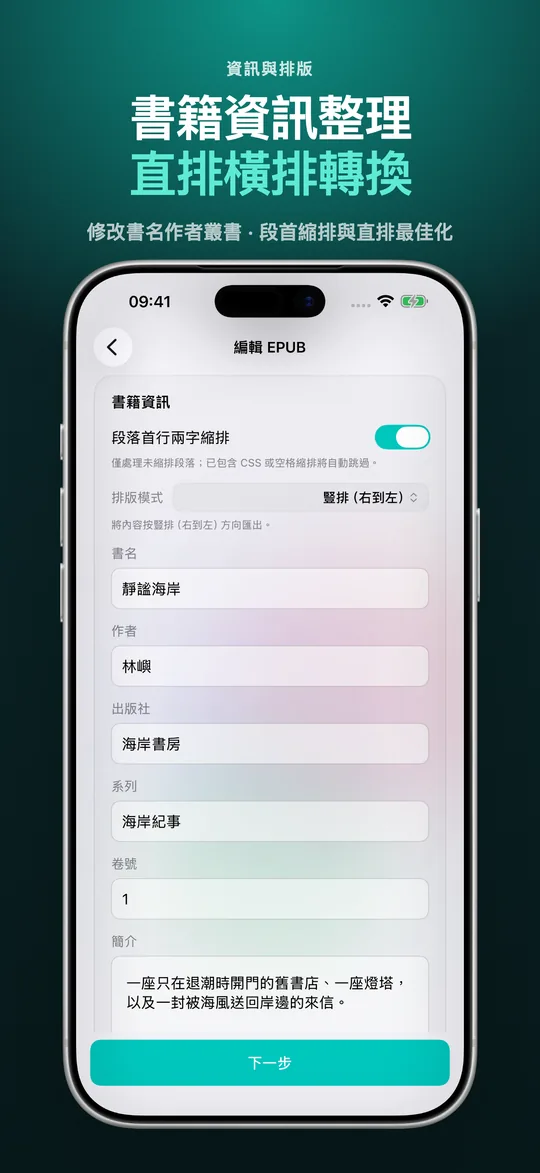 資訊與排版
書籍資訊整理
直排橫排轉換
修改書名作者叢書 · 段首縮排與直排最佳化
09:41
編輯 EPUB
書籍資訊
段落首行兩字縮排
僅處理未縮排段落；已包含 CSS 或空格縮排將自動跳過。
排版模式 豎排 (右到左)
將內容按豎排 (右到左) 方向匯出。
書名
靜謐海岸
作者
林嶼
出版社
海岸書房
系列
海岸紀事
卷號
1
簡介
一座只在退潮時開門的舊書店、一座燈塔，
以及一封被海風送回岸邊的來信。
下一步